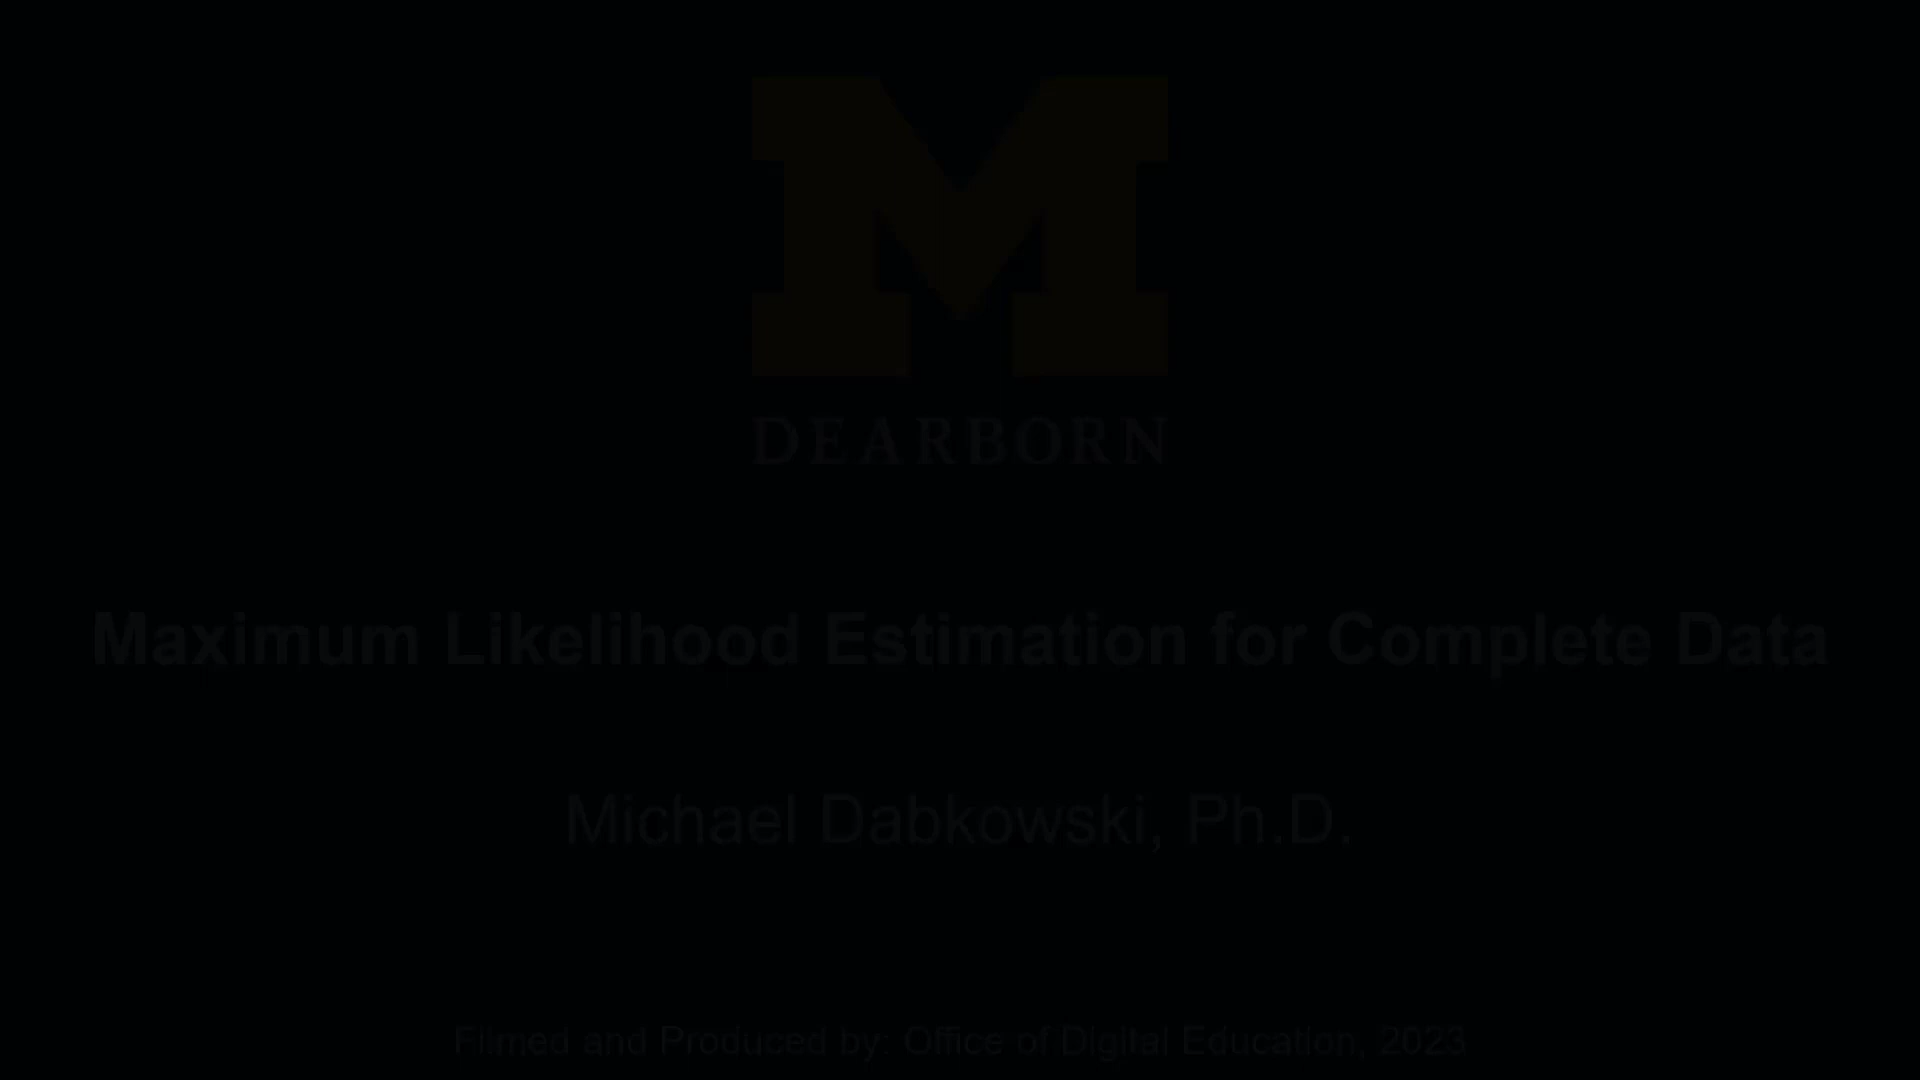 M
DEARBORN
Maximum Likelihood Estimation for Complete Data
Michael Dabkowski, Ph.D.
Filmed and Produced by: Office of Digital Education, 2023